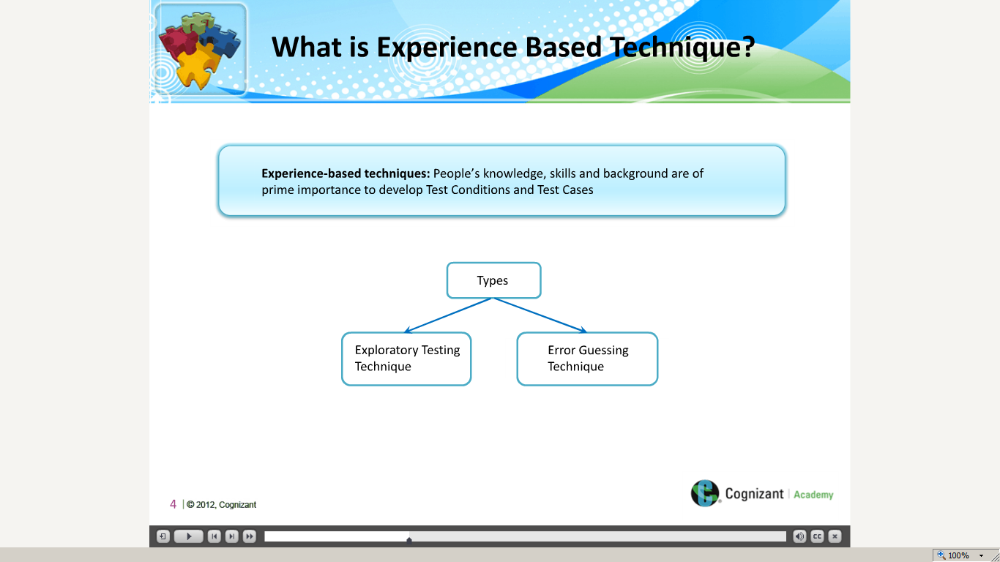 What is Experience Based Technique?
Experience-based techniques: People’s knowledge, skills and background are of
prime importance to develop Test Conditions and Test Cases
Types
Exploratory Testing
Technique
Error Guessing
Technique
4 | © 2012, Cognizant
Cognizant | Academy
CC
100%